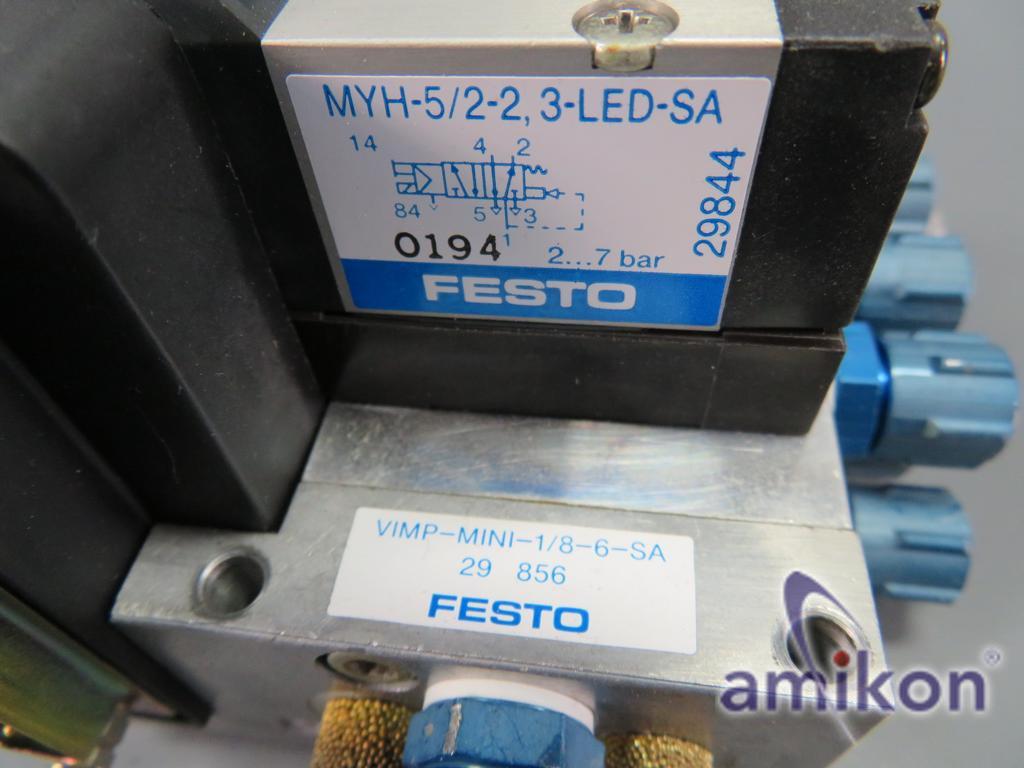 MYH-5/2-2, 3-LED-SA
14
4 2
84
5 3
1
0194
2...7 bar
29844
FESTO
VIMP-MINI-1/8-6-SA
29 856
FESTO
amikon®